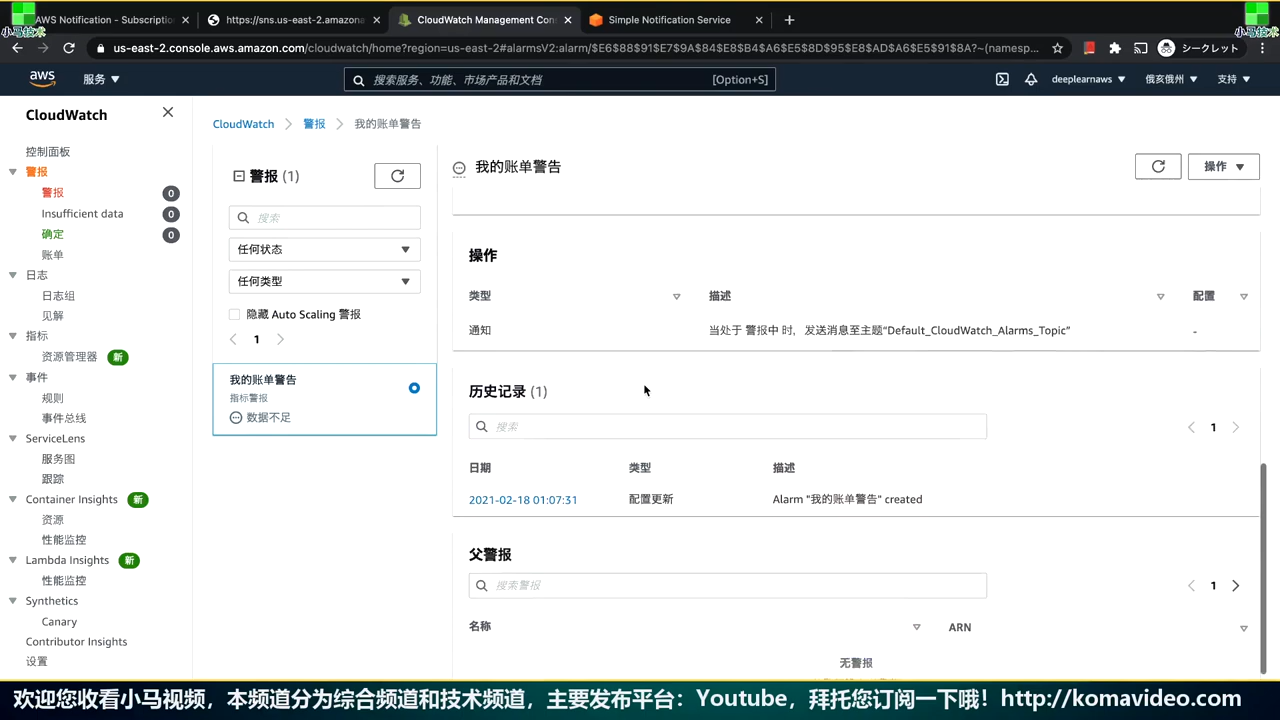 AWS Notification - Subscription
https://sns.us-east-2.amazona
CloudWatch Management Con
Simple Notification Service
小马技术
小马技术
us-east-2.console.aws.amazon.com/cloudwatch/home?region=us-east-2#alarmsV2:alarm/$E6$88$91$E7$9A$84$E8$B4$A6$E5$8D$95$E8$AD$A6$E5$91$8A?~(namesp...
シークレット
aws
服务
搜索服务、功能、市场产品和文档
[Option+S]
deeplearnaws
俄亥俄州
支持
CloudWatch
控制面板
警报
警报 0
Insufficient data 0
确定 0
账单
日志
日志组
见解
指标
资源管理器 新
事件
规则
事件总线
ServiceLens
服务图
跟踪
Container Insights 新
资源
性能监控
Lambda Insights 新
性能监控
Synthetics
Canary
Contributor Insights
设置
CloudWatch
警报
我的账单警告
警报 (1)
搜索
任何状态
任何类型
隐藏 Auto Scaling 警报
1
我的账单警告
指标警报
数据不足
我的账单警告
操作
操作
类型 描述 配置
通知 当处于 警报中 时，发送消息至主题“Default_CloudWatch_Alarms_Topic” -
历史记录 (1)
搜索
1
日期 类型 描述
2021-02-18 01:07:31 配置更新 Alarm "我的账单警告" created
父警报
搜索警报
1
名称 ARN
无警报
欢迎您收看小马视频，本频道分为综合频道和技术频道，主要发布平台：Youtube，拜托您订阅一下哦！http://komavideo.com